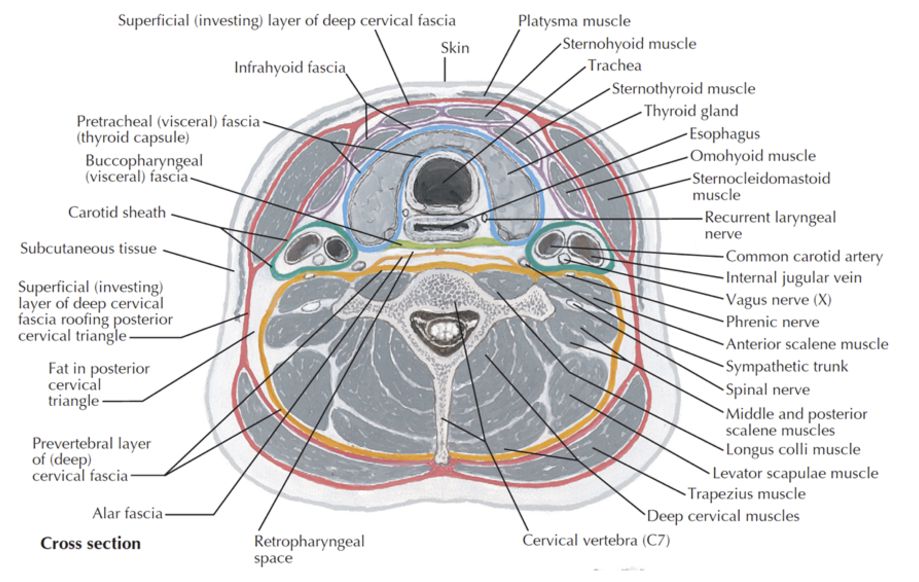 Superficial (investing) layer of deep cervical fascia
Platysma muscle
Skin
Sternohyoid muscle
Infrahyoid fascia
Trachea
Sternothyroid muscle
Pretracheal (visceral) fascia
(thyroid capsule)
Thyroid gland
Esophagus
Buccopharyngeal
(visceral) fascia
Omohyoid muscle
Sternocleidomastoid
muscle
Carotid sheath
Recurrent laryngeal
nerve
Subcutaneous tissue
Common carotid artery
Internal jugular vein
Superficial (investing)
layer of deep cervical
fascia roofing posterior
cervical triangle
Vagus nerve (X)
Phrenic nerve
Anterior scalene muscle
Sympathetic trunk
Fat in posterior
cervical
triangle
Spinal nerve
Middle and posterior
scalene muscles
Prevertebral layer
of (deep)
cervical fascia
Longus colli muscle
Levator scapulae muscle
Trapezius muscle
Alar fascia
Deep cervical muscles
Cross section
Retropharyngeal
space
Cervical vertebra (C7)